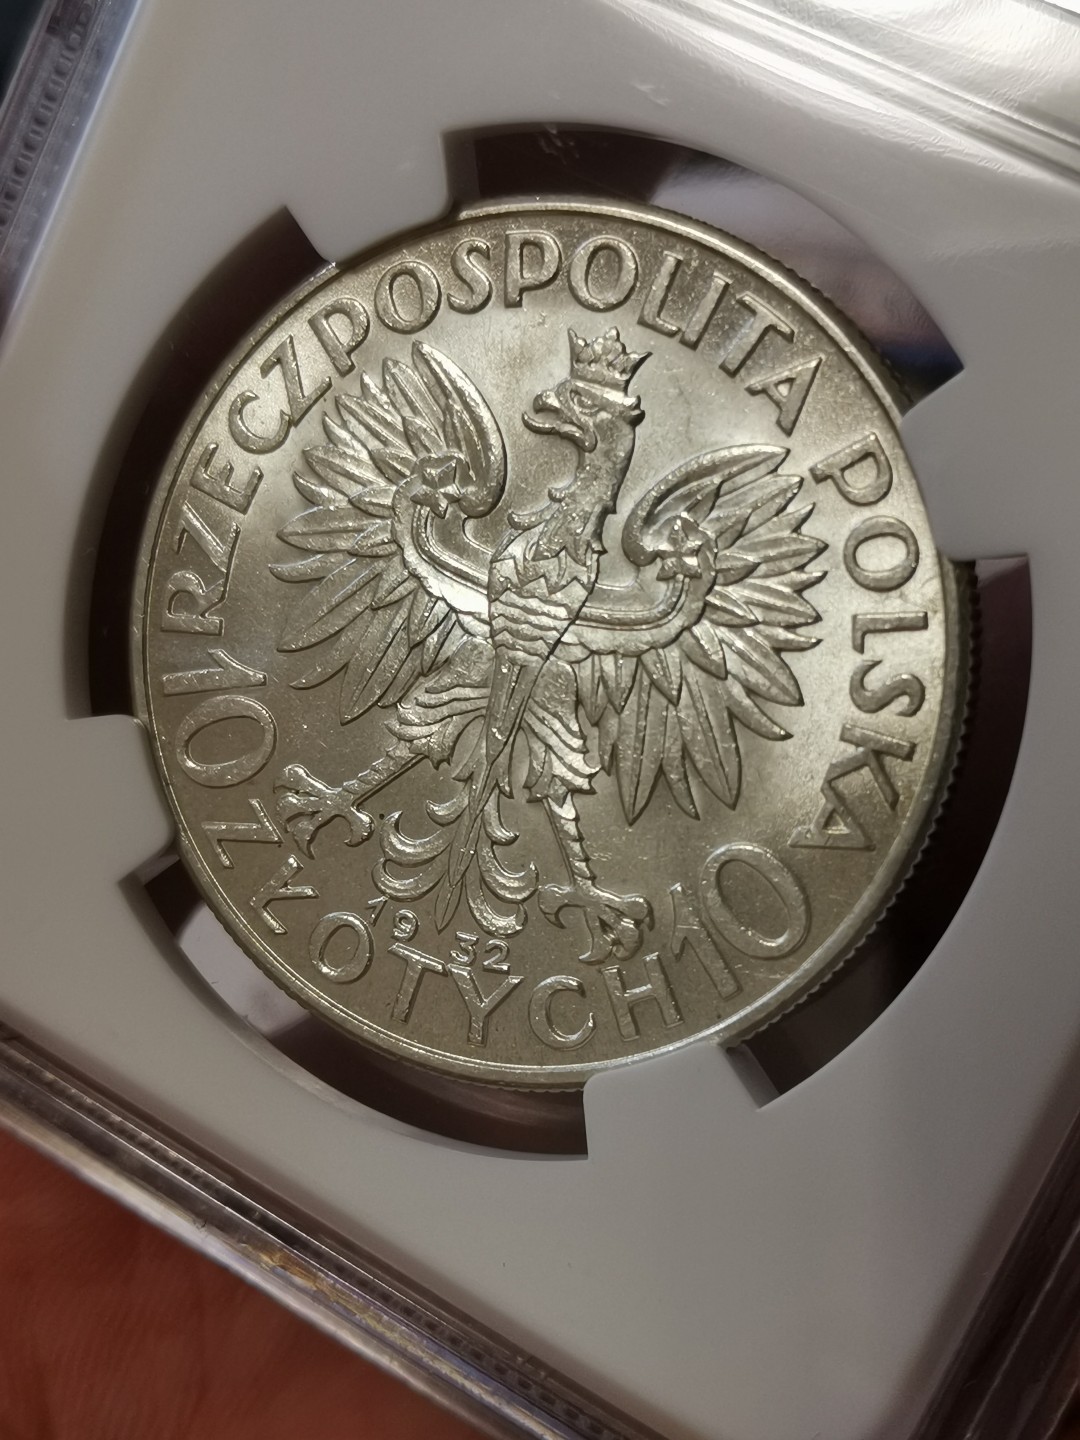 RZECZPOSPOLITA POLSKA
10 ZŁOTYCH 10
1932